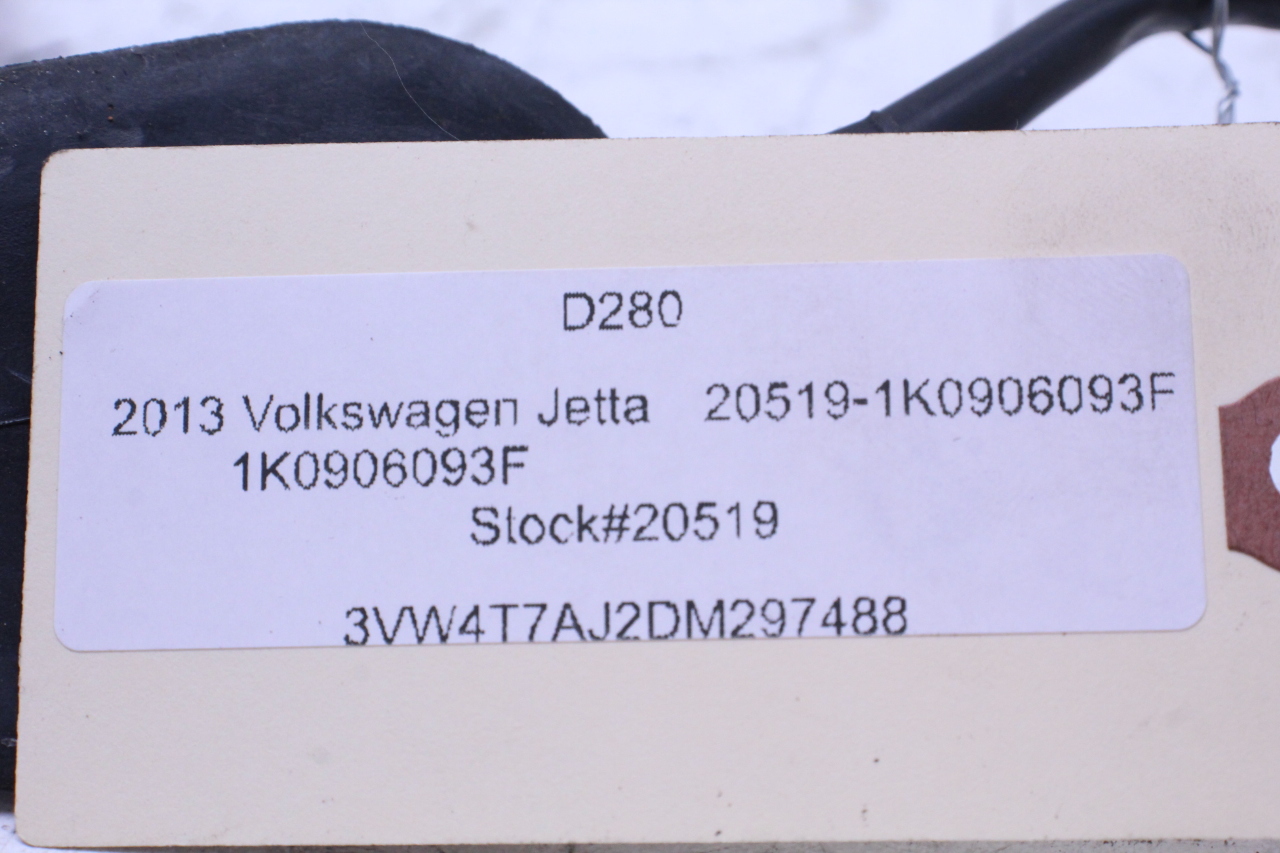 D280
2013 Volkswagen Jetta 20519-1K0906093F
1K0906093F
Stock#20519
3VW4T7AJ2DM297488